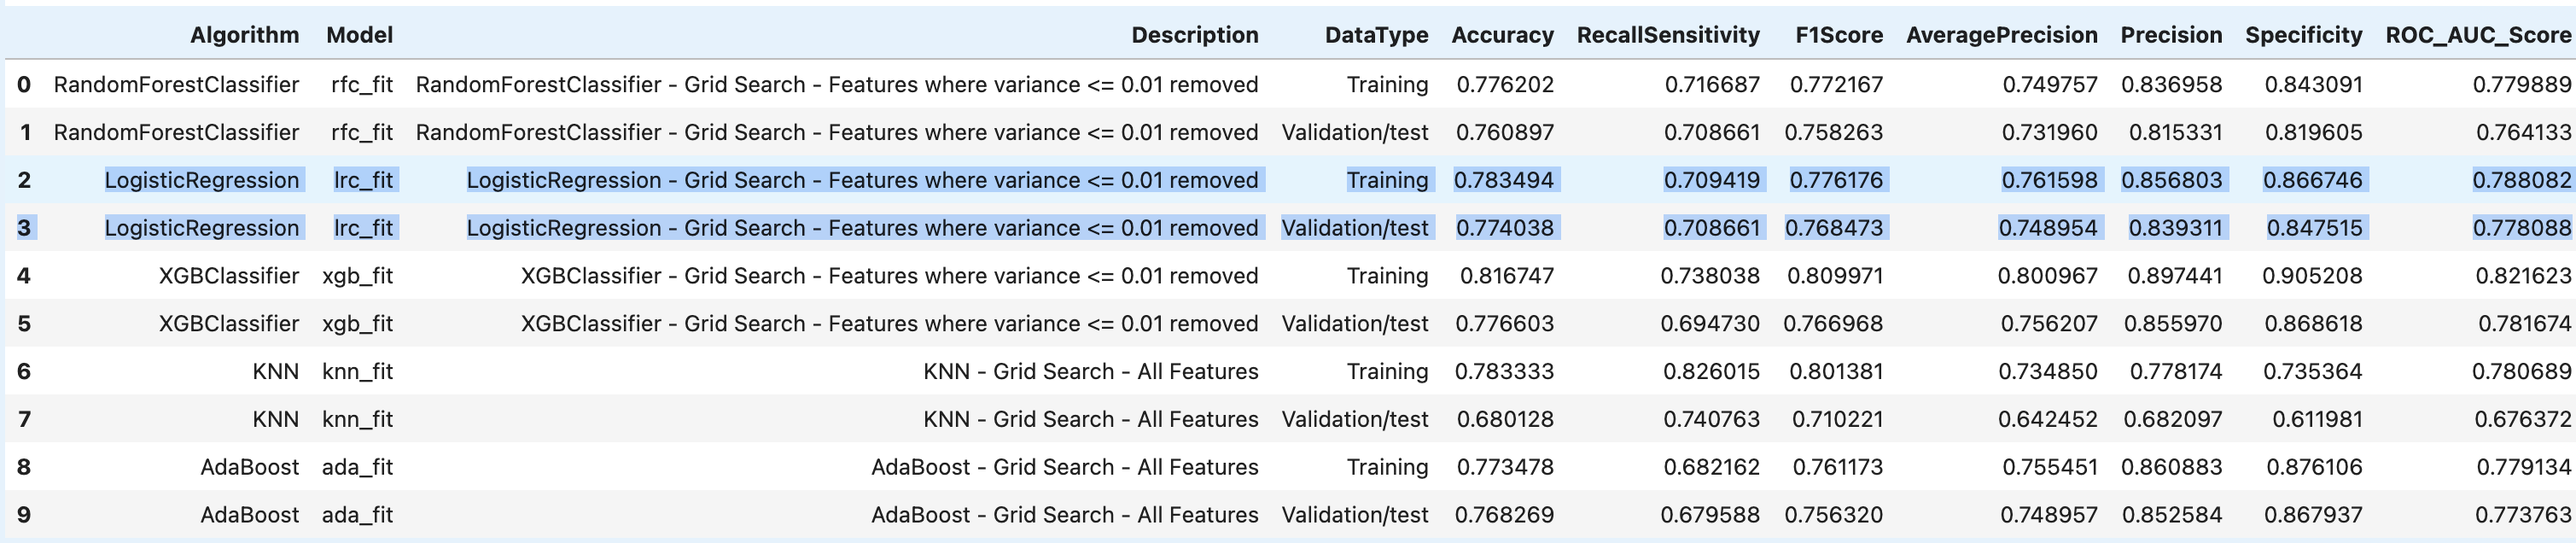 Algorithm Model Description DataType Accuracy RecallSensitivity F1Score AveragePrecision Precision Specificity ROC_AUC_Score
0 RandomForestClassifier rfc_fit RandomForestClassifier - Grid Search - Features where variance <= 0.01 removed Training 0.776202 0.716687 0.772167 0.749757 0.836958 0.843091 0.779889
1 RandomForestClassifier rfc_fit RandomForestClassifier - Grid Search - Features where variance <= 0.01 removed Validation/test 0.760897 0.708661 0.758263 0.731960 0.815331 0.819605 0.764133
2 LogisticRegression lrc_fit LogisticRegression - Grid Search - Features where variance <= 0.01 removed Training 0.783494 0.709419 0.776176 0.761598 0.856803 0.866746 0.788082
3 LogisticRegression lrc_fit LogisticRegression - Grid Search - Features where variance <= 0.01 removed Validation/test 0.774038 0.708661 0.768473 0.748954 0.839311 0.847515 0.778088
4 XGBClassifier xgb_fit XGBClassifier - Grid Search - Features where variance <= 0.01 removed Training 0.816747 0.738038 0.809971 0.800967 0.897441 0.905208 0.821623
5 XGBClassifier xgb_fit XGBClassifier - Grid Search - Features where variance <= 0.01 removed Validation/test 0.776603 0.694730 0.766968 0.756207 0.855970 0.868618 0.781674
6 KNN knn_fit KNN - Grid Search - All Features Training 0.783333 0.826015 0.801381 0.734850 0.778174 0.735364 0.780689
7 KNN knn_fit KNN - Grid Search - All Features Validation/test 0.680128 0.740763 0.710221 0.642452 0.682097 0.611981 0.676372
8 AdaBoost ada_fit AdaBoost - Grid Search - All Features Training 0.773478 0.682162 0.761173 0.755451 0.860883 0.876106 0.779134
9 AdaBoost ada_fit AdaBoost - Grid Search - All Features Validation/test 0.768269 0.679588 0.756320 0.748957 0.852584 0.867937 0.773763